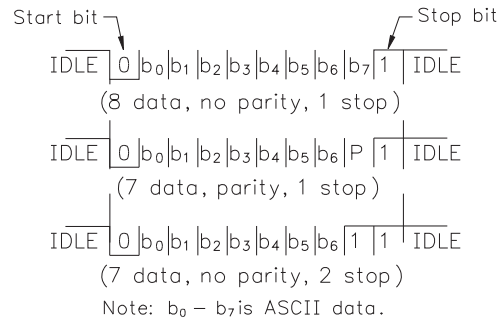 Start bit Stop bit
IDLE 0 b₀ b₁ b₂ b₃ b₄ b₅ b₆ b₇ 1 IDLE
(8 data, no parity, 1 stop)
IDLE 0 b₀ b₁ b₂ b₃ b₄ b₅ b₆ P 1 IDLE
(7 data, parity, 1 stop)
IDLE 0 b₀ b₁ b₂ b₃ b₄ b₅ b₆ 1 1 IDLE
(7 data, no parity, 2 stop)
Note: b₀ – b₇ is ASCII data.